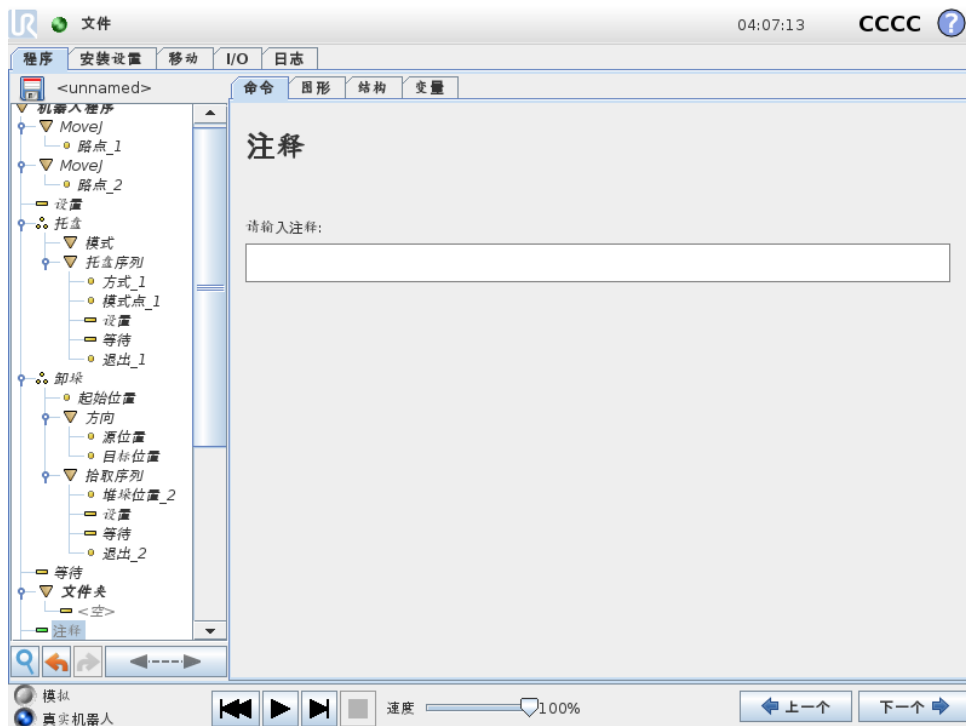 UR 文件 04:07:13 CCCC ?
程序 安装设置 移动 I/O 日志
<unnamed> 命令 图形 结构 变量
机器人程序
MoveJ
路点_1
MoveJ
路点_2
设置
托盘
模式
托盘序列
方式_1
模式点_1
设置
等待
退出_1
卸垛
起始位置
方向
源位置
目标位置
拾取序列
堆垛位置_2
设置
等待
退出_2
等待
文件夹
<空>
注释
注释
请输入注释:
模拟
真实机器人
速度 100%
上一个 下一个